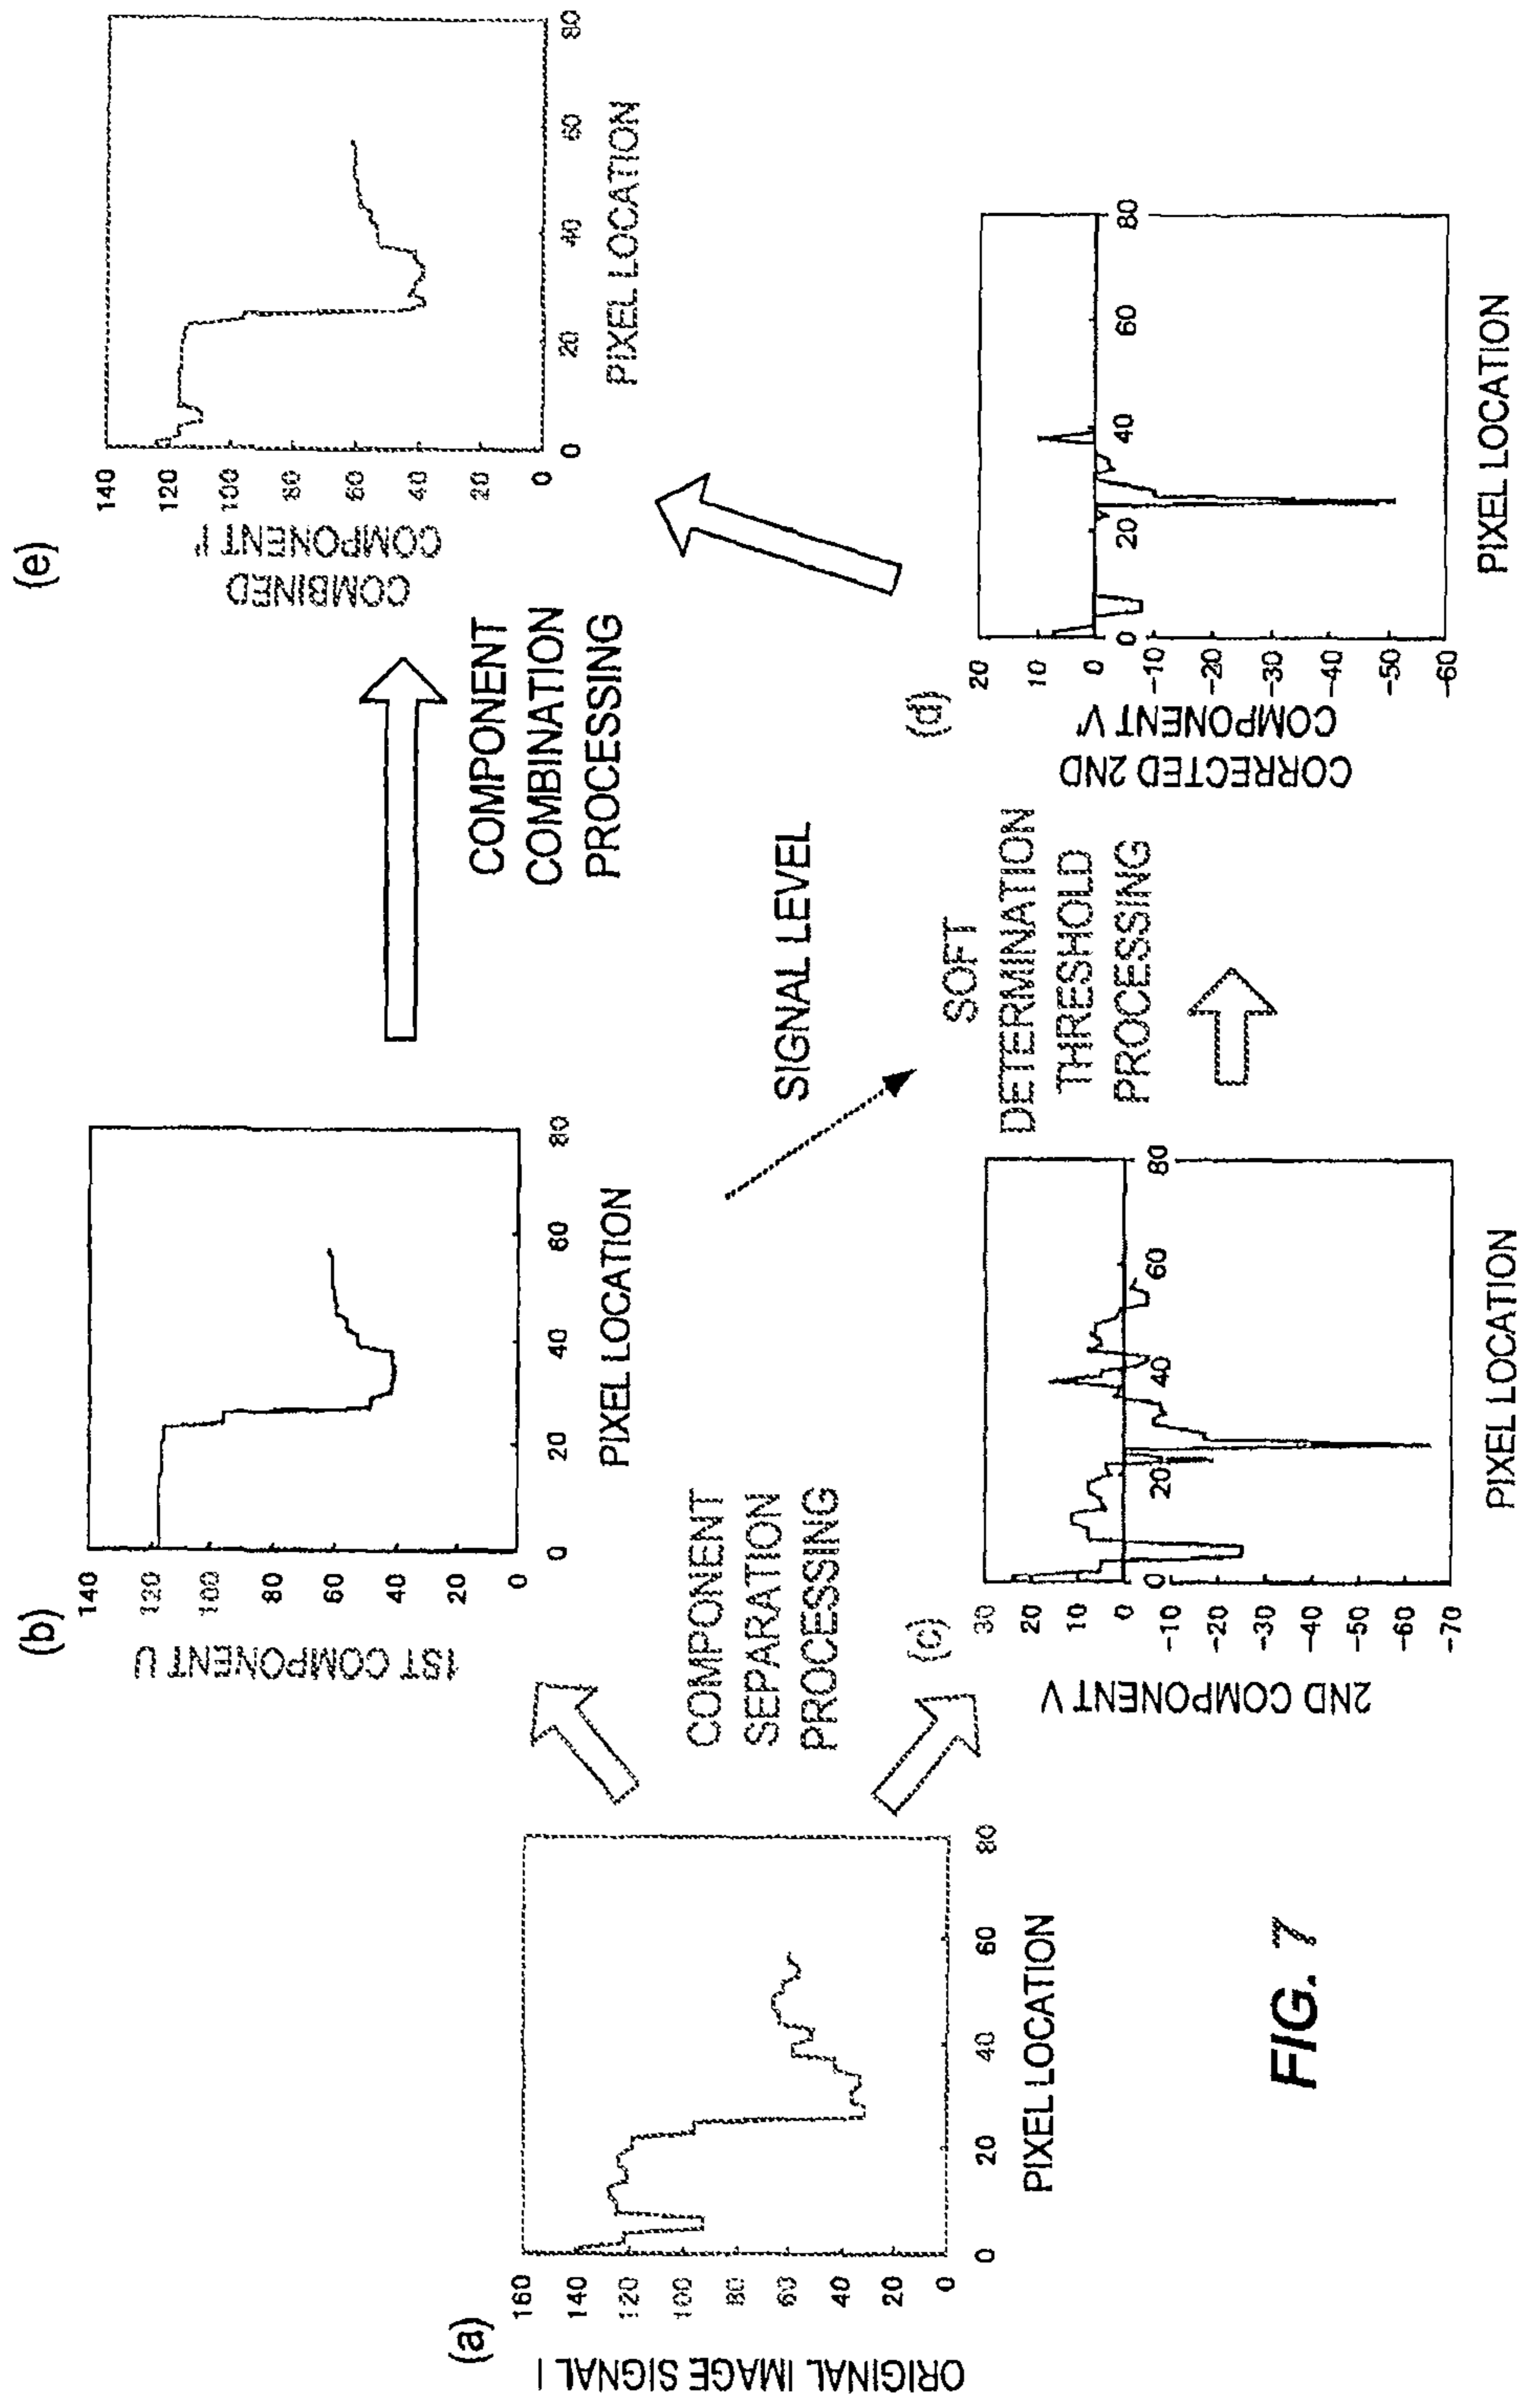 (a)
ORIGINAL IMAGE SIGNAL I
160
140
120
100
80
60
40
20
0
0 20 40 60 80
PIXEL LOCATION
COMPONENT
SEPARATION
PROCESSING
(b)
1ST COMPONENT U
140
120
100
80
60
40
20
0
0 20 40 60 80
PIXEL LOCATION
(c)
2ND COMPONENT V
30
20
10
0
-10
-20
-30
-40
-50
-60
-70
0 20 40 60 80
PIXEL LOCATION
SIGNAL LEVEL
SOFT
DETERMINATION
THRESHOLD
PROCESSING
COMPONENT
COMBINATION
PROCESSING
(d)
CORRECTED 2ND
COMPONENT V'
20
10
0
-10
-20
-30
-40
-50
-60
0 20 40 60 80
PIXEL LOCATION
(e)
COMBINED
COMPONENT I'
140
120
100
80
60
40
20
0
0 20 40 60 80
PIXEL LOCATION
FIG. 7